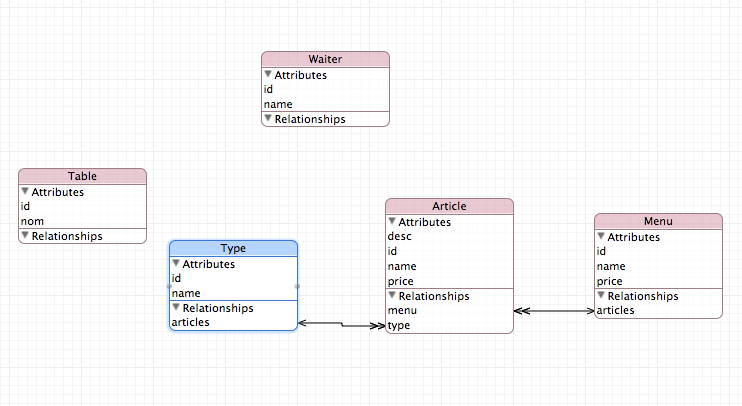 Waiter
Attributes
id
name
Relationships
Table
Attributes
id
nom
Relationships
Type
Attributes
id
name
Relationships
articles
Article
Attributes
desc
id
name
price
Relationships
menu
type
Menu
Attributes
id
name
price
Relationships
articles